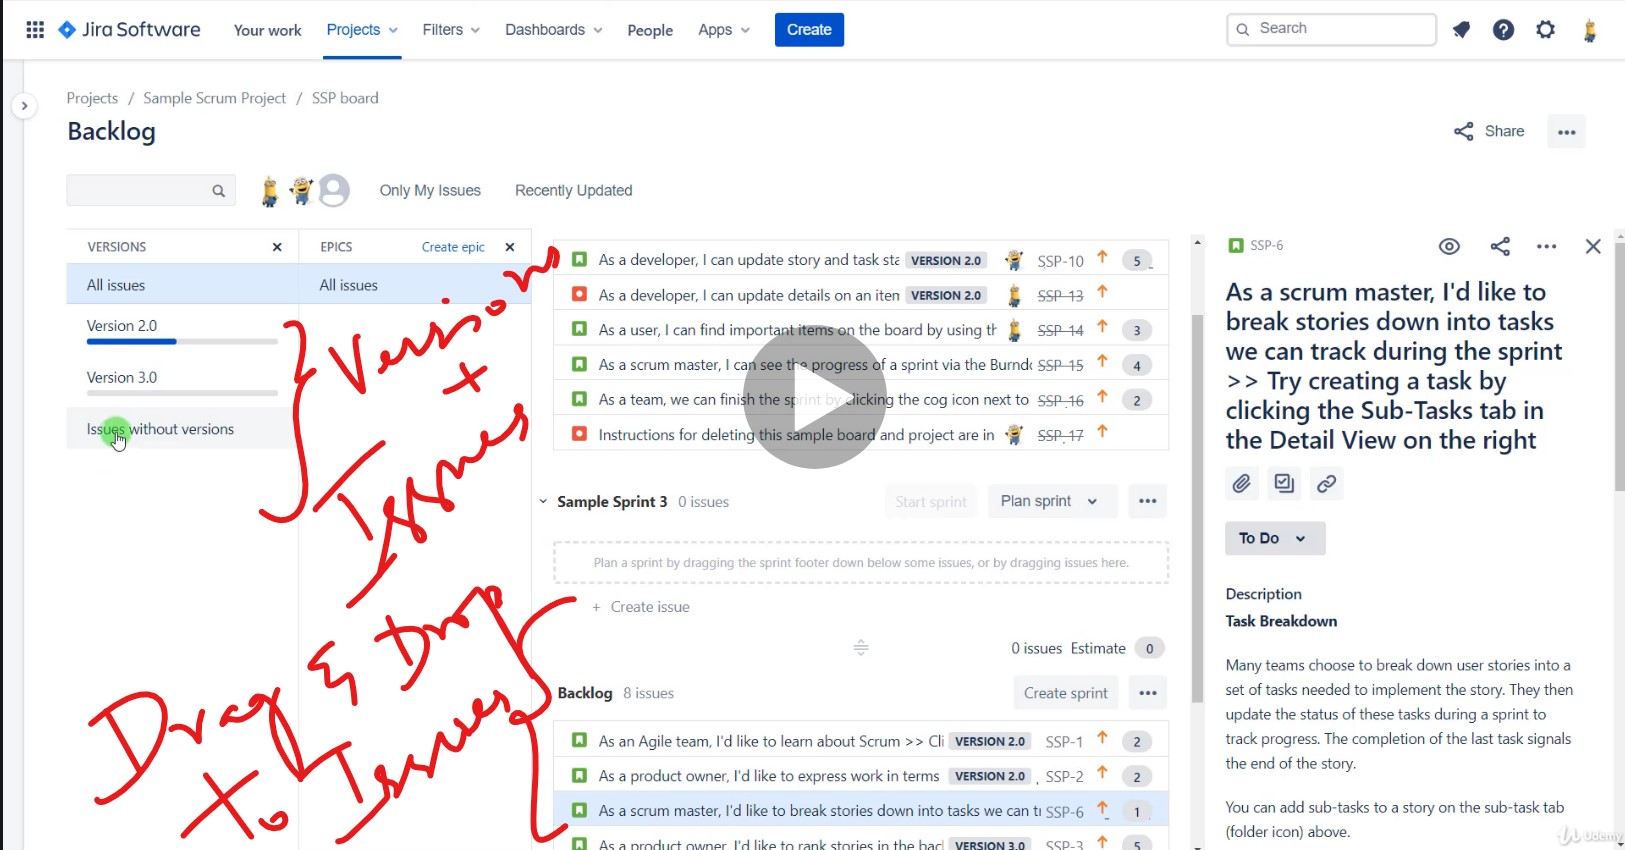 Jira Software Your work Projects Filters Dashboards People Apps Create Search
Projects / Sample Scrum Project / SSP board
Backlog
Share
Only My Issues Recently Updated
VERSIONS
All issues
Version 2.0
Version 3.0
Issues without versions
EPICS Create epic
All issues
Versions
+
Issues
Drag & Drop
to Issues
As a developer, I can update story and task sta VERSION 2.0 SSP-10 5
As a developer, I can update details on an iten VERSION 2.0 SSP-13
As a user, I can find important items on the board by using th SSP-14 3
As a scrum master, I can see the progress of a sprint via the Burndo SSP-15 4
As a team, we can finish the sprint by clicking the cog icon next to SSP-16 2
Instructions for deleting this sample board and project are in SSP-17
Sample Sprint 3 0 issues Start sprint Plan sprint
Plan a sprint by dragging the sprint footer down below some issues, or by dragging issues here.
+ Create issue
0 issues Estimate 0
Backlog 8 issues Create sprint
As an Agile team, I'd like to learn about Scrum >> Cli VERSION 2.0 SSP-1 2
As a product owner, I'd like to express work in terms VERSION 2.0 SSP-2 2
As a scrum master, I'd like to break stories down into tasks we can tr SSP-6 1
As a product owner, I'd like to rank stories in the bac VERSION 3.0 SSP-3 5
SSP-6
As a scrum master, I'd like to
break stories down into tasks
we can track during the sprint
>> Try creating a task by
clicking the Sub-Tasks tab in
the Detail View on the right
To Do
Description
Task Breakdown
Many teams choose to break down user stories into a
set of tasks needed to implement the story. They then
update the status of these tasks during a sprint to
track progress. The completion of the last task signals
the end of the story.
You can add sub-tasks to a story on the sub-task tab
(folder icon) above.
Udemy